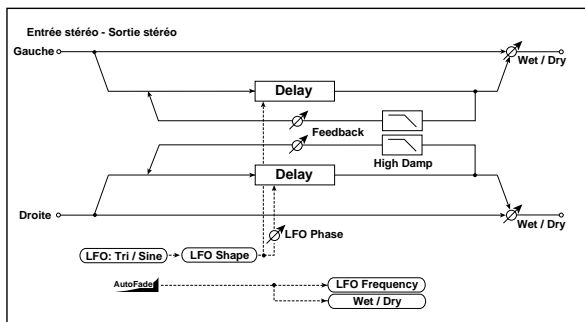 Entrée stéréo - Sortie stéréo
Gauche
Wet / Dry
Delay
Feedback
High Damp
Delay
Droite
Wet / Dry
LFO Phase
LFO: Tri / Sine
LFO Shape
AutoFade
LFO Frequency
Wet / Dry